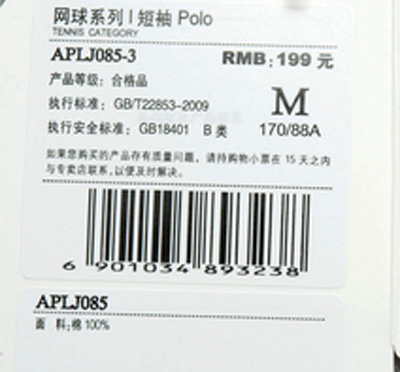 网球系列 | 短袖 Polo
TENNIS CATEGORY
APLJ085-3 RMB:199 元
产品等级：合格品
执行标准：GB/T22853-2009 M
执行安全标准：GB18401 B 类 170/88A
如果您购买的产品存有质量问题，请持购物小票在 15 天之内
与专卖店联系，以便及时解决。
6 901034 893238
APLJ085
面 料:棉 100%